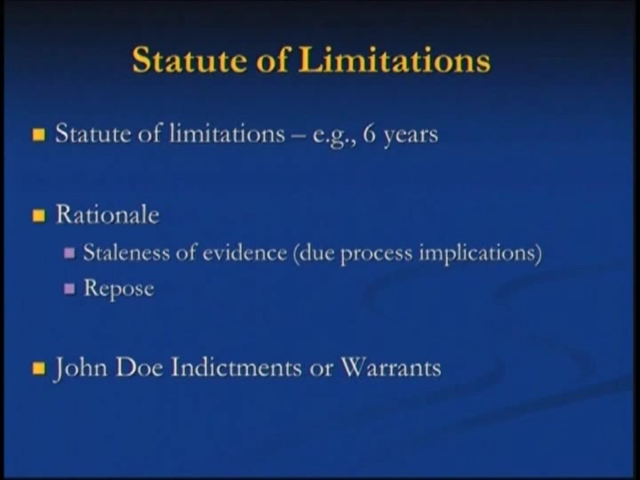 Statute of Limitations
Statute of limitations – e.g., 6 years
Rationale
Staleness of evidence (due process implications)
Repose
John Doe Indictments or Warrants